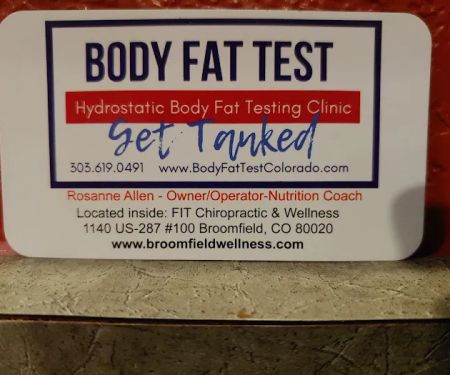 BODY FAT TEST
Hydrostatic Body Fat Testing Clinic
Get Tanked
303.619.0491 www.BodyFatTestColorado.com
Rosanne Allen - Owner/Operator-Nutrition Coach
Located inside: FIT Chiropractic & Wellness
1140 US-287 #100 Broomfield, CO 80020
www.broomfieldwellness.com